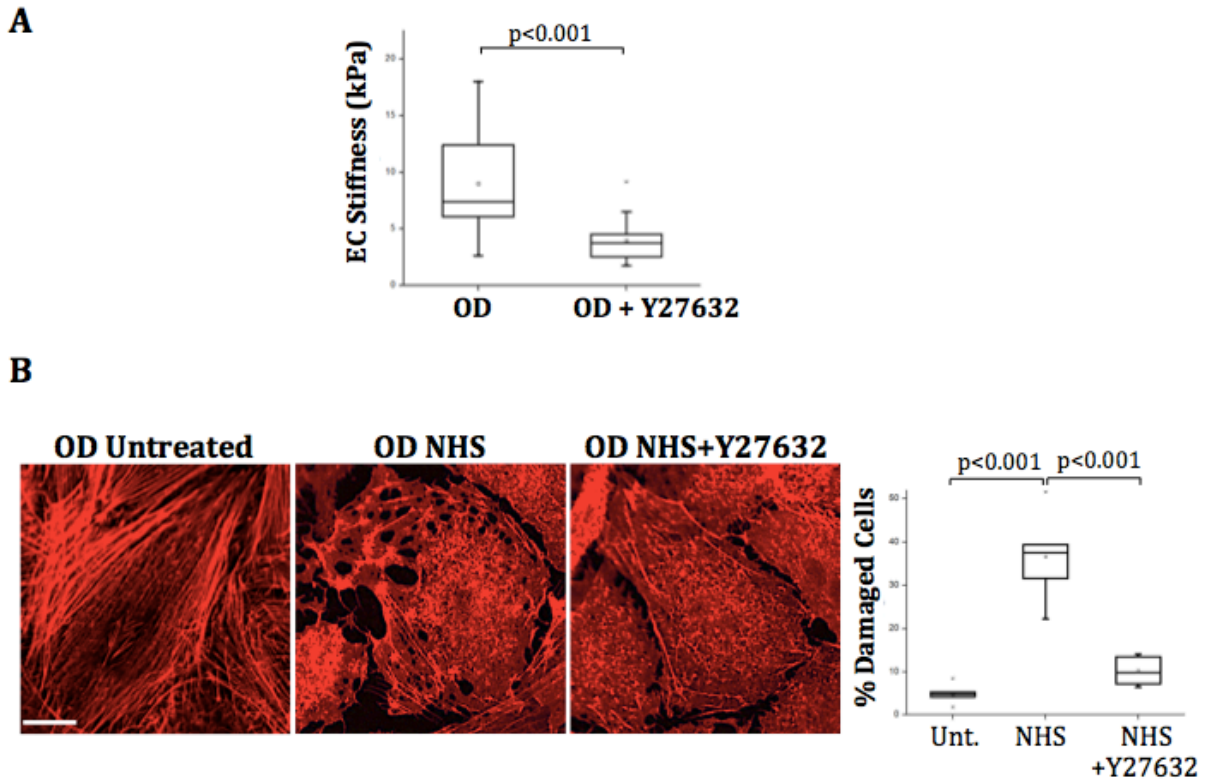 A
p<0.001
EC Stiffness (kPa)
20
15
10
5
0
OD
OD + Y27632
B
OD Untreated
OD NHS
OD NHS+Y27632
p<0.001
p<0.001
% Damaged Cells
50
40
30
20
10
0
Unt.
NHS
NHS
+Y27632